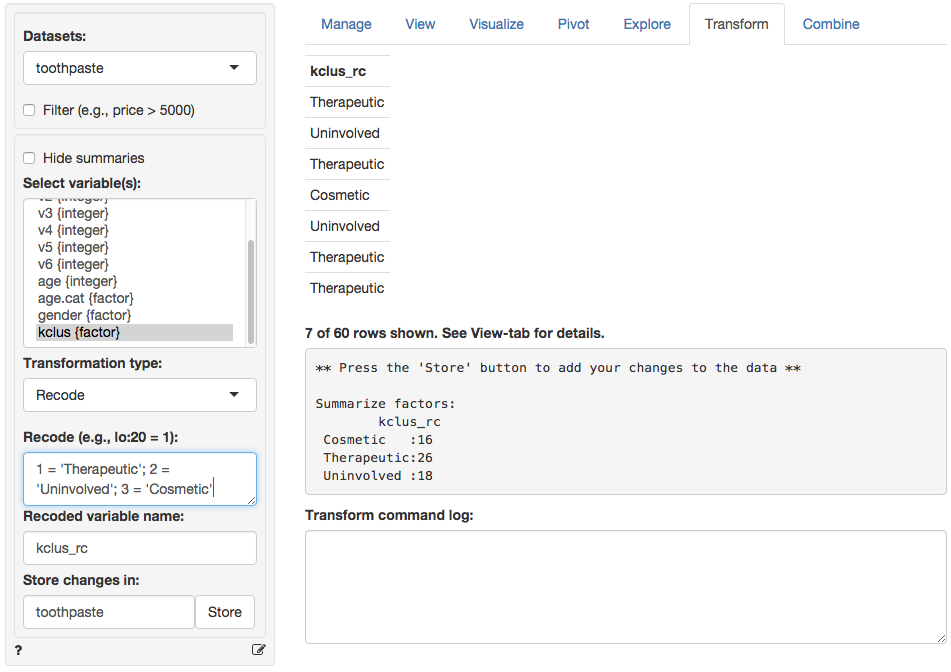 Datasets:
toothpaste
Filter (e.g., price > 5000)
Hide summaries
Select variable(s):
v2 {integer}
v3 {integer}
v4 {integer}
v5 {integer}
v6 {integer}
age {integer}
age.cat {factor}
gender {factor}
kclus {factor}
Transformation type:
Recode
Recode (e.g., lo:20 = 1):
1 = 'Therapeutic'; 2 =
'Uninvolved'; 3 = 'Cosmetic'
Recoded variable name:
kclus_rc
Store changes in:
toothpaste Store
?
Manage View Visualize Pivot Explore Transform Combine
kclus_rc
Therapeutic
Uninvolved
Therapeutic
Cosmetic
Uninvolved
Therapeutic
Therapeutic
7 of 60 rows shown. See View-tab for details.
** Press the 'Store' button to add your changes to the data **
Summarize factors:
kclus_rc
Cosmetic :16
Therapeutic:26
Uninvolved :18
Transform command log: